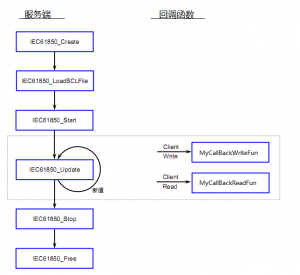 服务端
回调函数
IEC61850_Create
IEC61850_LoadSCLFile
IEC61850_Start
IEC61850_Update
新值
Client
Write
MyCallBackWriteFun
Client
Read
MyCallBackReadFun
IEC61850_Stop
IEC61850_Free